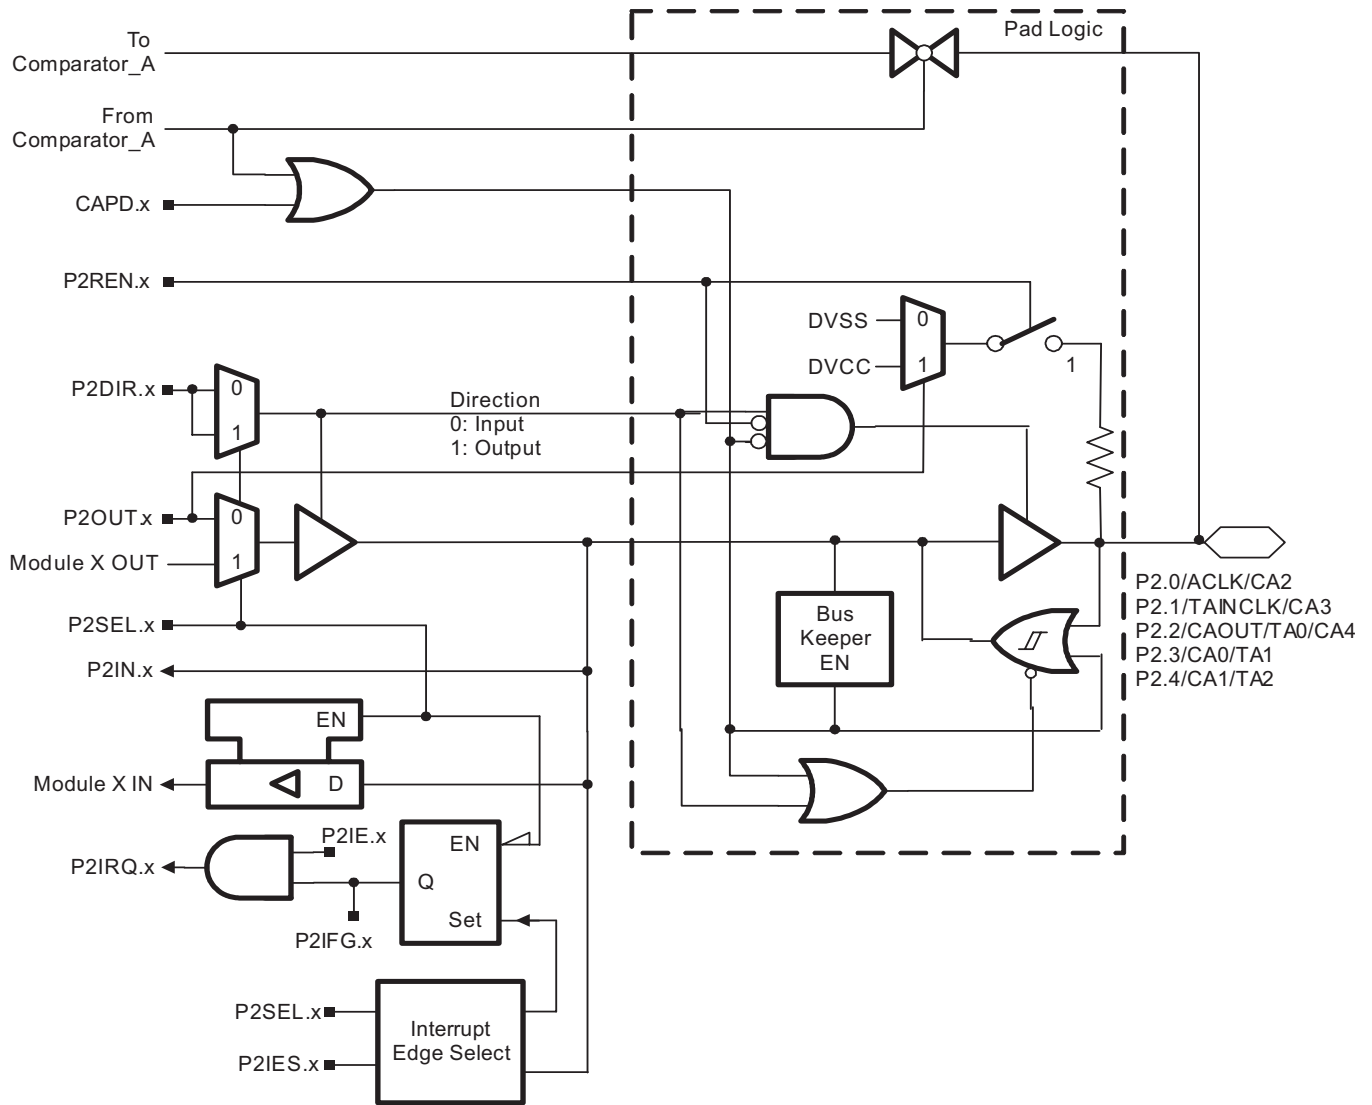 Pad Logic
To
Comparator_A
From
Comparator_A
CAPD.x
P2REN.x
DVSS
0
DVCC
1
1
P2DIR.x
0
1
Direction
0: Input
1: Output
P2OUT.x
0
Module X OUT
1
P2SEL.x
P2IN.x
Bus
Keeper
EN
P2.0/ACLK/CA2
P2.1/TAINCLK/CA3
P2.2/CAOUT/TA0/CA4
P2.3/CA0/TA1
P2.4/CA1/TA2
EN
Module X IN
D
P2IE.x
EN
P2IRQ.x
Q
Set
P2IFG.x
P2SEL.x
Interrupt
Edge Select
P2IES.x